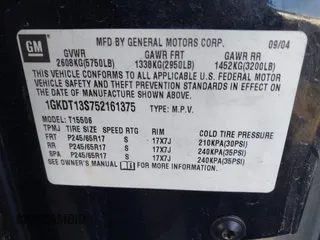 GM
MFD BY GENERAL MOTORS CORP. 09/04
GVWR GAWR FRT GAWR RR
2608KG(5750LB) 1338KG(2950LB) 1452KG(3200LB)
THIS VEHICLE CONFORMS TO ALL APPLICABLE U.S. FEDERAL MOTOR
VEHICLE SAFETY STANDARDS IN EFFECT ON THE DATE OF
MANUFACTURE SHOWN ABOVE.
1GKDT13S752161375 TYPE: M.P.V.
MODEL: T15506
TPMJ TIRE SIZE SPEED RTG RIM COLD TIRE PRESSURE
FRT P245/65R17 S 17X7J 210KPA(30PSI)
RR P245/65R17 S 17X7J 240KPA(35PSI)
SPA P245/65R17 S 17X7J 240KPA(35PSI)
SEE OWNER'S MANUAL FOR MORE INFORMATION.